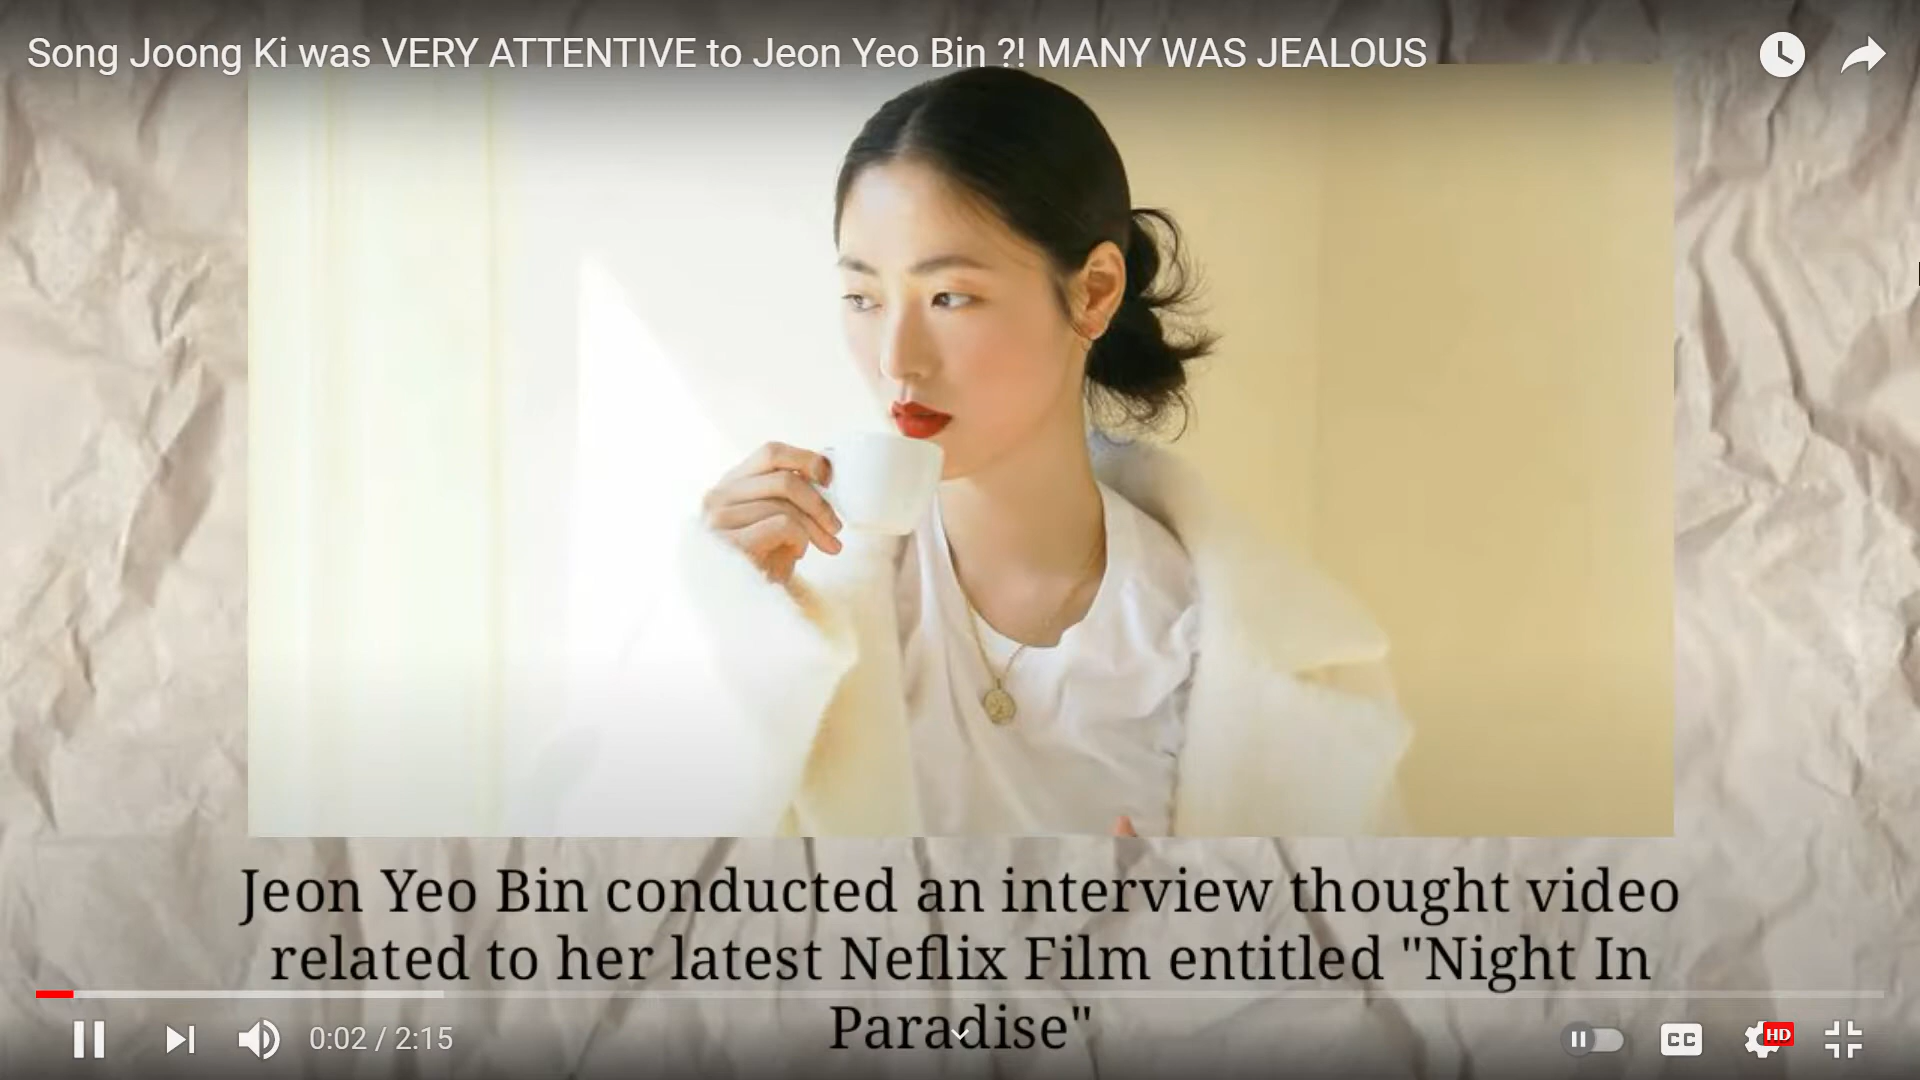 Song Joong Ki was VERY ATTENTIVE to Jeon Yeo Bin ?! MANY WAS JEALOUS
Jeon Yeo Bin conducted an interview thought video
related to her latest Neflix Film entitled "Night In
Paradise"
0:02 / 2:15
CC
HD